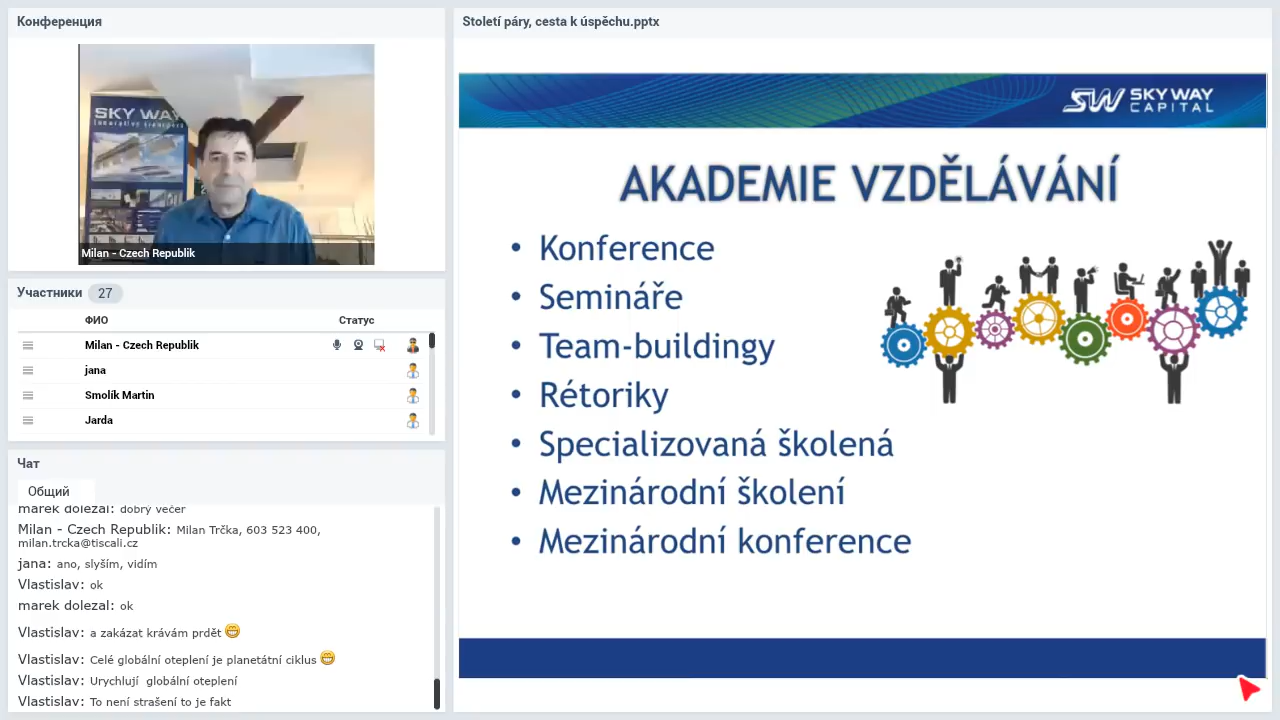 Конференция
SKY WAY
Milan - Czech Republik
Участники 27
ФИО Статус
Milan - Czech Republik
jana
Smolík Martin
Jarda
Чат
Общий
marek dolezal: dobrý večer
Milan - Czech Republik: Milan Trčka, 603 523 400,
milan.trcka@tiscali.cz
jana: ano, slyším, vidím
Vlastislav: ok
marek dolezal: ok
Vlastislav: a zakázat krávám prdět
Vlastislav: Celé globální oteplení je planetátní ciklus
Vlastislav: Urychlují globální oteplení
Vlastislav: To není strašení to je fakt
Století páry, cesta k úspěchu.pptx
SW SKY WAY
CAPITAL
AKADEMIE VZDĚLÁVÁNÍ
• Konference
• Semináře
• Team-buildingy
• Rétoriky
• Specializovaná školená
• Mezinárodní školení
• Mezinárodní konference